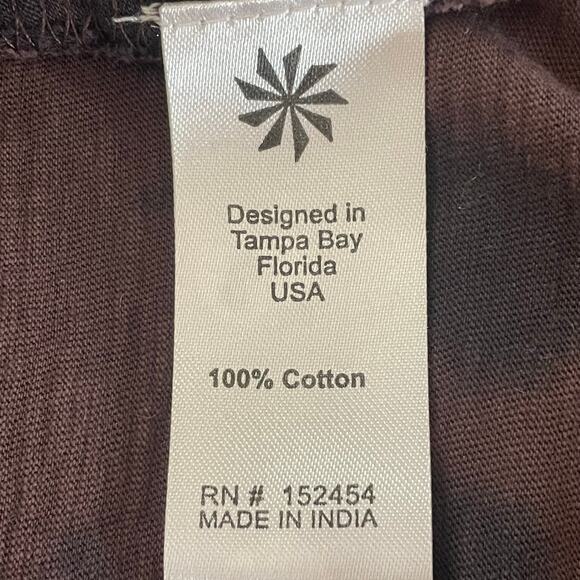 Designed in
Tampa Bay
Florida
USA
100% Cotton
RN # 152454
MADE IN INDIA